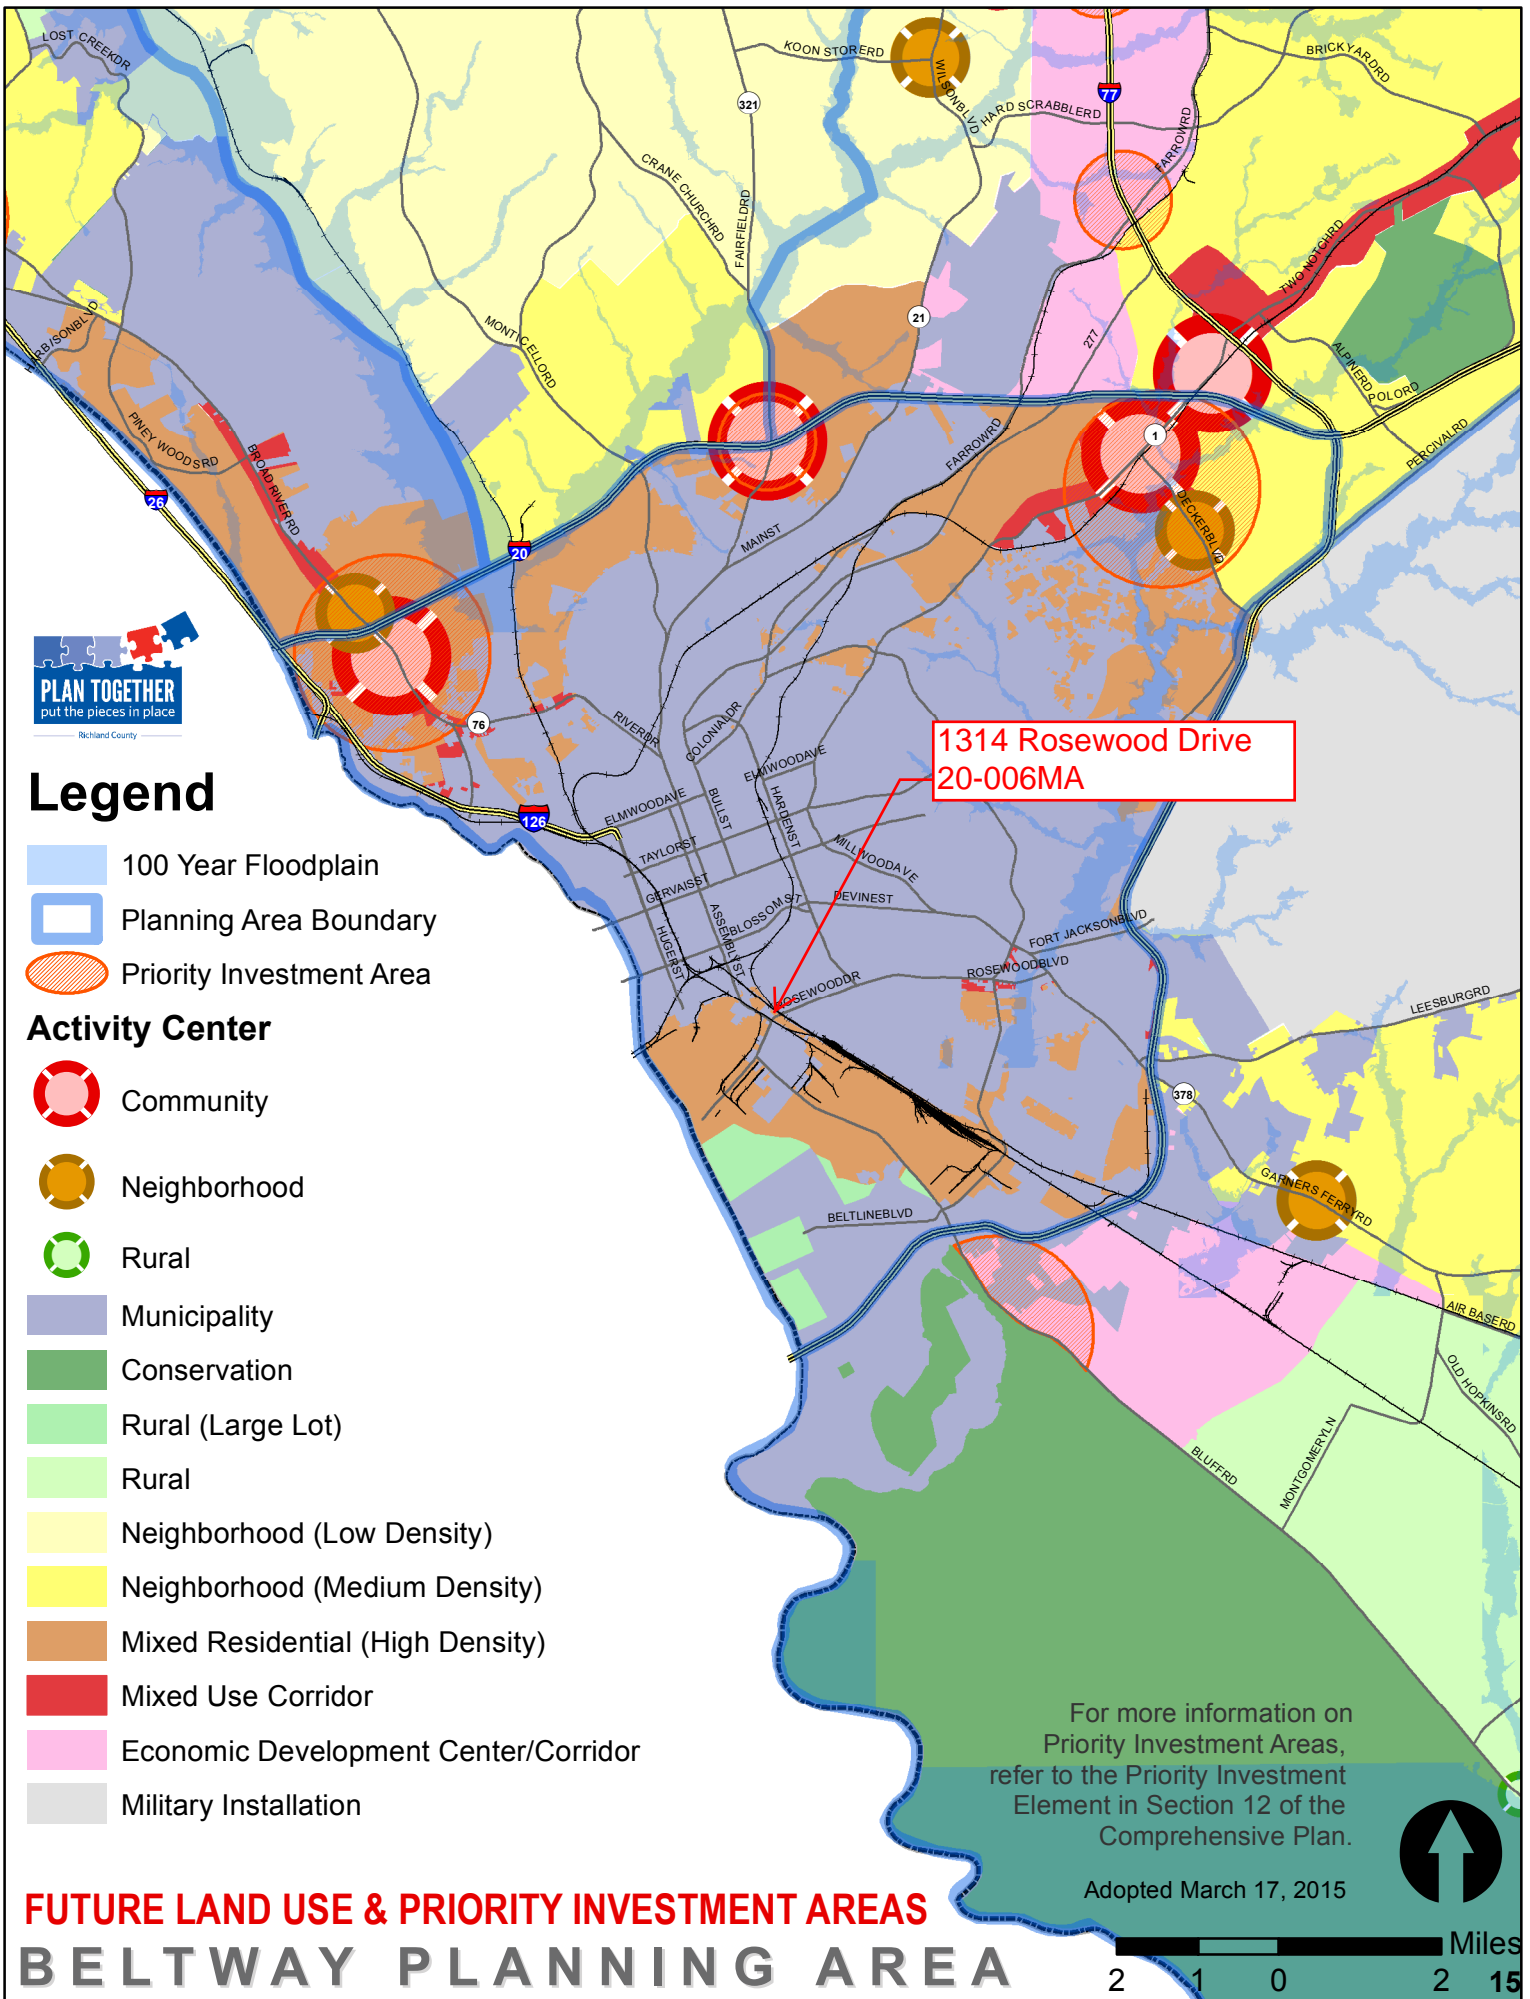 LOST CREEKDR
KOON STORERD
WILSONBLVD
HARD SCRABBLERD
BRICKYARDRD
77
321
FARROWRD
CRANE CHURCHRD
FAIRFIELDRD
TWO NOTCHRD
HARBISONBLVD
MONTICELLORD
21
277
ALPINERD
POLORD
PERCIVALRD
PINEY WOODSRD
BROAD RIVERRD
26
20
MAINST
FARROWRD
1
DECKERBLVD
PLAN TOGETHER
put the pieces in place
Richland County
76
RIVERDR
COLONIALDR
ELMWOODAVE
1314 Rosewood Drive
20-006MA
126
ELMWOODAVE
BULLST
HARDENST
TAYLORST
MILLWOODAVE
GERVAISST
DEVINEST
BLOSSOMST
ASSEMBLYST
HUGERST
FORT JACKSONBLVD
ROSEWOODBLVD
ROSEWOODDR
LEESBURGRD
378
GARNERS FERRYRD
BELTLINEBLVD
AIR BASERD
OLD HOPKINSRD
MONTGOMERYLN
BLUFFRD
Legend
100 Year Floodplain
Planning Area Boundary
Priority Investment Area
Activity Center
Community
Neighborhood
Rural
Municipality
Conservation
Rural (Large Lot)
Rural
Neighborhood (Low Density)
Neighborhood (Medium Density)
Mixed Residential (High Density)
Mixed Use Corridor
Economic Development Center/Corridor
Military Installation
For more information on
Priority Investment Areas,
refer to the Priority Investment
Element in Section 12 of the
Comprehensive Plan.
Adopted March 17, 2015
FUTURE LAND USE & PRIORITY INVESTMENT AREAS
BELTWAY PLANNING AREA
Miles
2 1 0 2
15